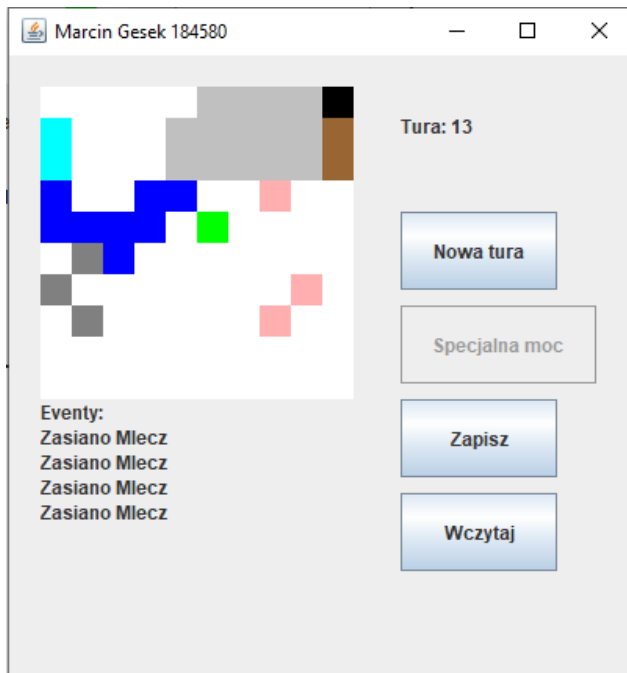 Marcin Gesek 184580
Tura: 13
Nowa tura
Specjalna moc
Zapisz
Wczytaj
Eventy:
Zasiano Mlecz
Zasiano Mlecz
Zasiano Mlecz
Zasiano Mlecz